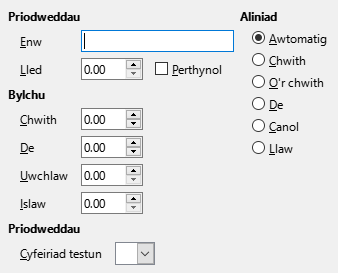 Priodweddau
Enw
Lled 0.00 Perthynol
Bylchu
Chwith 0.00
De 0.00
Uwchlaw 0.00
Islaw 0.00
Priodweddau
Cyfeiriad testun
Aliniad
Awtomatig
Chwith
O'r chwith
De
Canol
Llaw